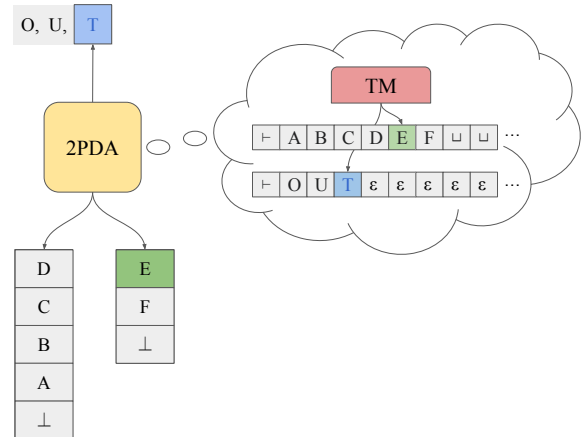 O, U, T
TM
2PDA
⊢ A B C D E F ⊔ ⊔ ...
⊢ O U T ε ε ε ε ε ...
D E
C F
B ⊥
A
⊥